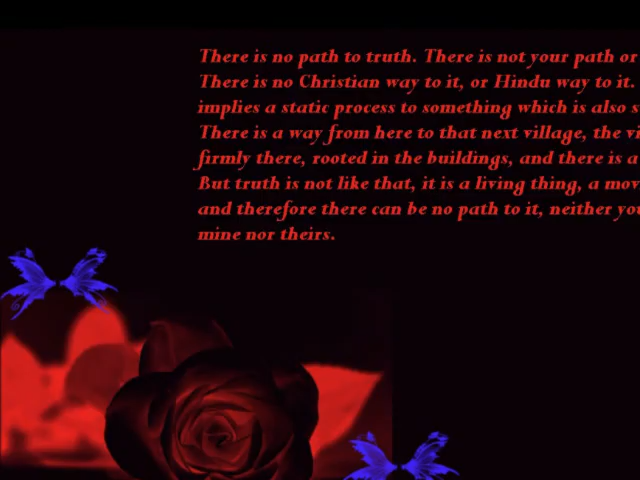 There is no path to truth. There is not your path or
There is no Christian way to it, or Hindu way to it.
implies a static process to something which is also s
There is a way from here to that next village, the vi
firmly there, rooted in the buildings, and there is a
But truth is not like that, it is a living thing, a mov
and therefore there can be no path to it, neither you
mine nor theirs.